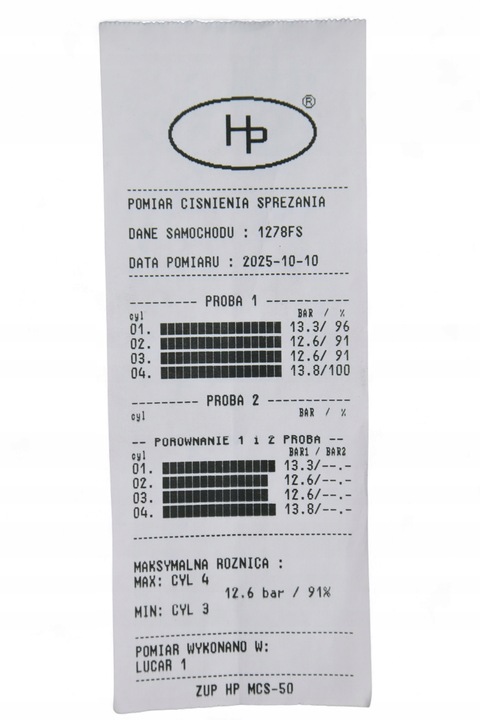 HP ®
POMIAR CISNIENIA SPREZANIA
DANE SAMOCHODU : 1278FS
DATA POMIARU : 2025-10-10
---------- PROBA 1 ------------
cyl BAR / %
01. 13.3/ 96
02. 12.6/ 91
03. 12.6/ 91
04. 13.8/100
---------- PROBA 2 ------------
cyl BAR / %
-- POROWNANIE 1 i 2 PROBA --
cyl BAR1 / BAR2
01. 13.3/--.-
02. 12.6/--.-
03. 12.6/--.-
04. 13.8/--.-
MAKSYMALNA ROZNICA :
MAX: CYL 4
12.6 bar / 91%
MIN: CYL 3
POMIAR WYKONANO W:
LUCAR 1
ZUP HP MCS-50